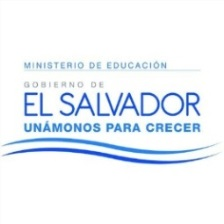 MINISTERIO DE EDUCACIÓN
GOBIERNO DE
EL SALVADOR
UNÁMONOS PARA CRECER